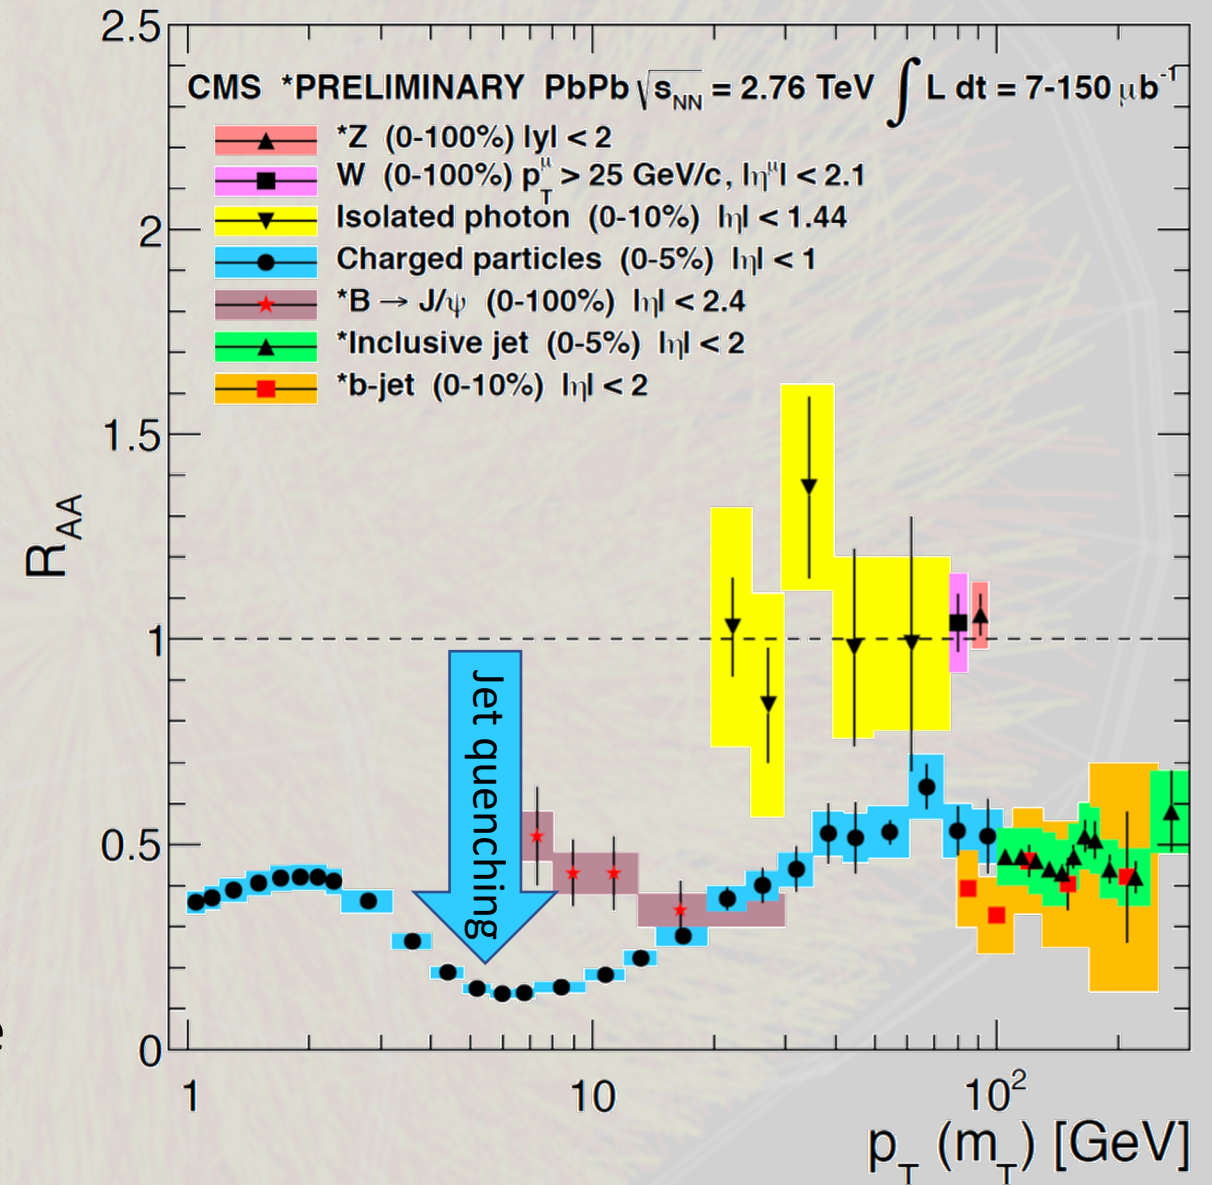 2.5
CMS *PRELIMINARY PbPb √sNN = 2.76 TeV ∫ L dt = 7-150 μb⁻¹
*Z (0-100%) |y| < 2
W (0-100%) pTμ > 25 GeV/c, |ημ| < 2.1
Isolated photon (0-10%) |η| < 1.44
Charged particles (0-5%) |η| < 1
*B → J/ψ (0-100%) |η| < 2.4
*Inclusive jet (0-5%) |η| < 2
*b-jet (0-10%) |η| < 2
2
1.5
RAA
1
Jet quenching
0.5
0
1 10 10²
pT (mT) [GeV]